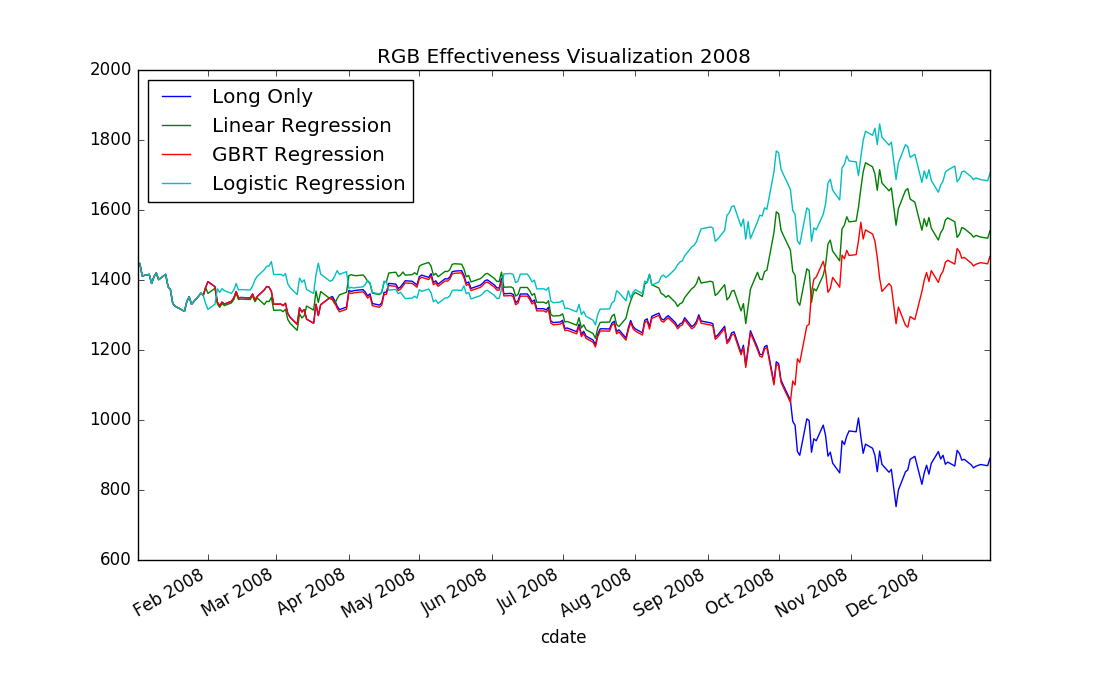 RGB Effectiveness Visualization 2008
Long Only
Linear Regression
GBRT Regression
Logistic Regression
2000
1800
1600
1400
1200
1000
800
600
Feb 2008
Mar 2008
Apr 2008
May 2008
Jun 2008
Jul 2008
Aug 2008
Sep 2008
Oct 2008
Nov 2008
Dec 2008
cdate